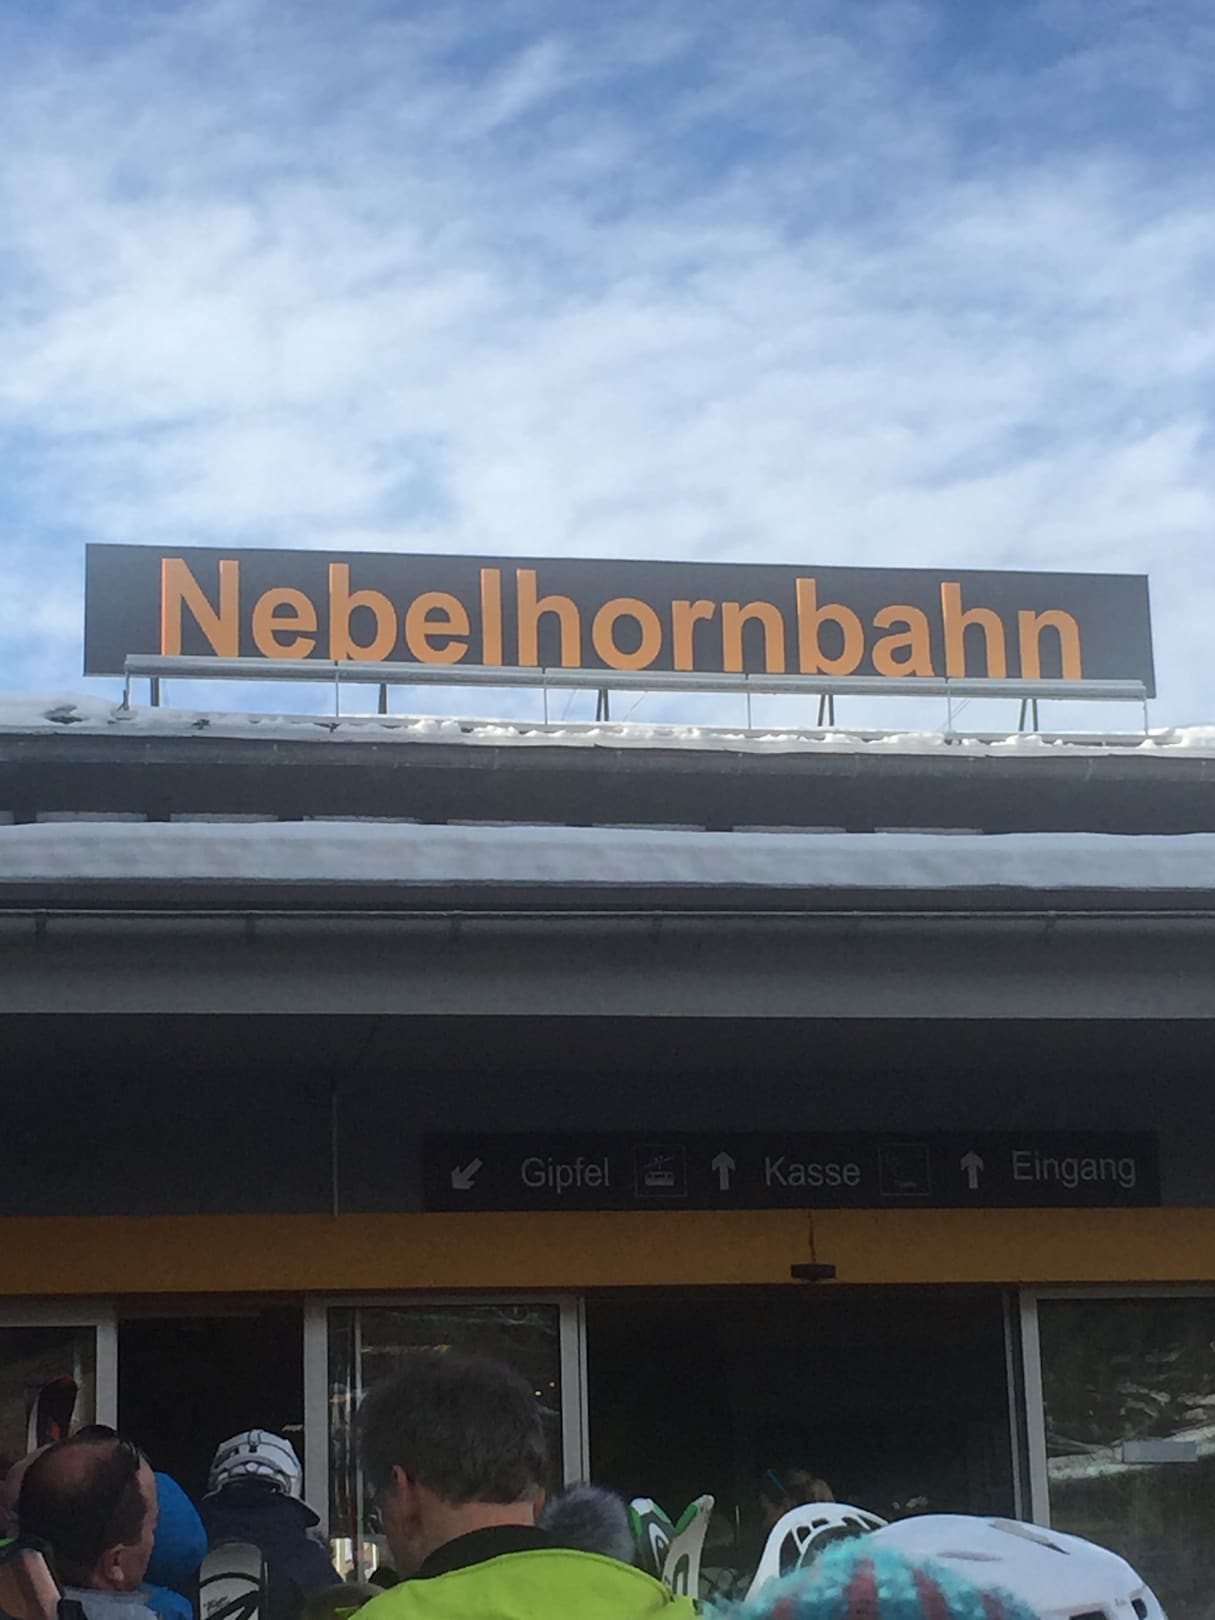 Nebelhornbahn
Gipfel Kasse Eingang